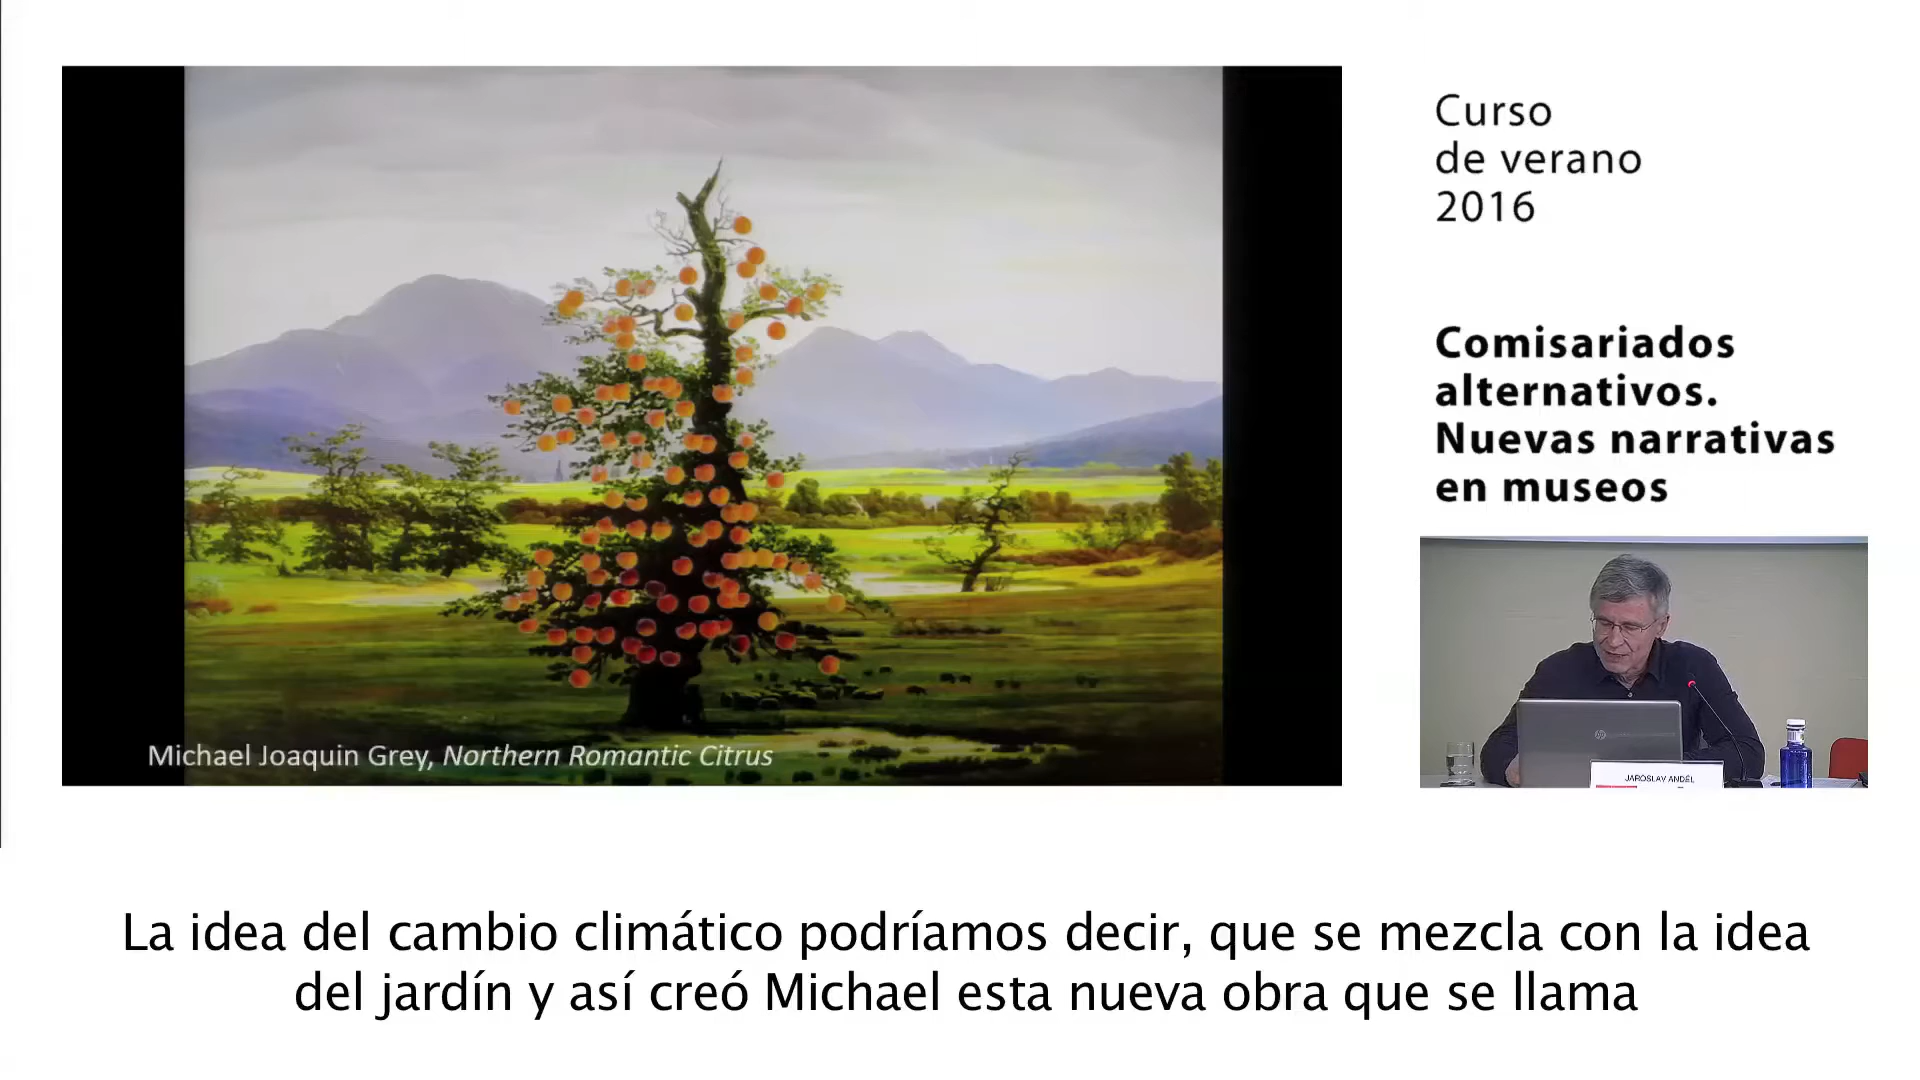 Curso
de verano
2016
Comisariados
alternativos.
Nuevas narrativas
en museos
Michael Joaquin Grey, Northern Romantic Citrus
JAROSLAV ANDĚL
La idea del cambio climático podríamos decir, que se mezcla con la idea
del jardín y así creó Michael esta nueva obra que se llama